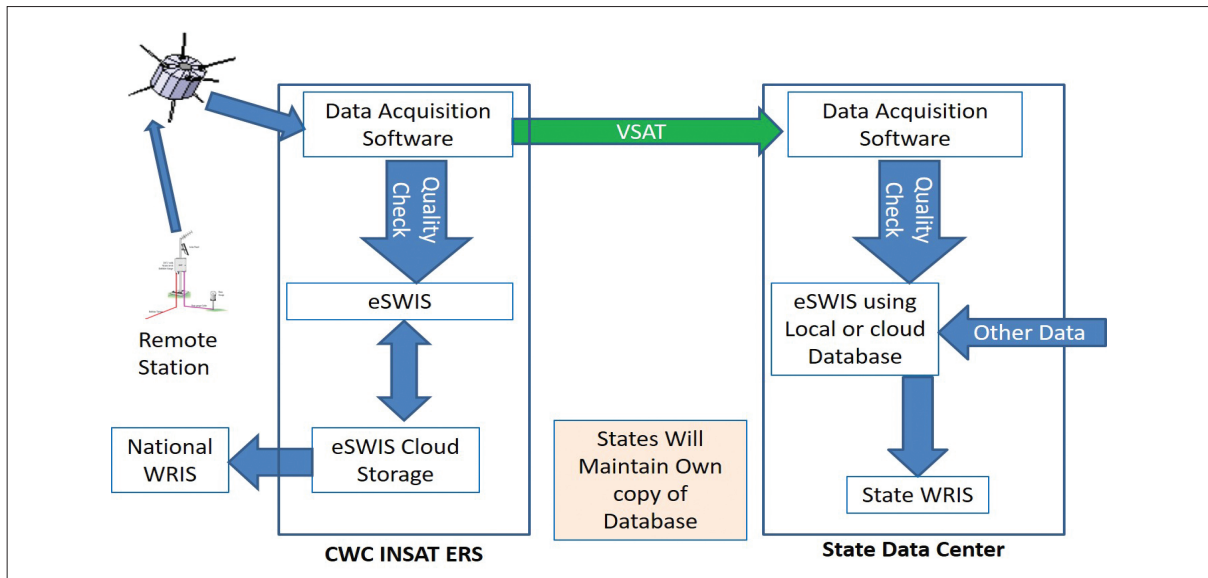 Data Acquisition
Software
VSAT
Data Acquisition
Software
Quality
Check
Quality
Check
Remote
Station
eSWIS
eSWIS using
Local or cloud
Database
Other Data
National
WRIS
eSWIS Cloud
Storage
States Will
Maintain Own
copy of
Database
State WRIS
CWC INSAT ERS
State Data Center